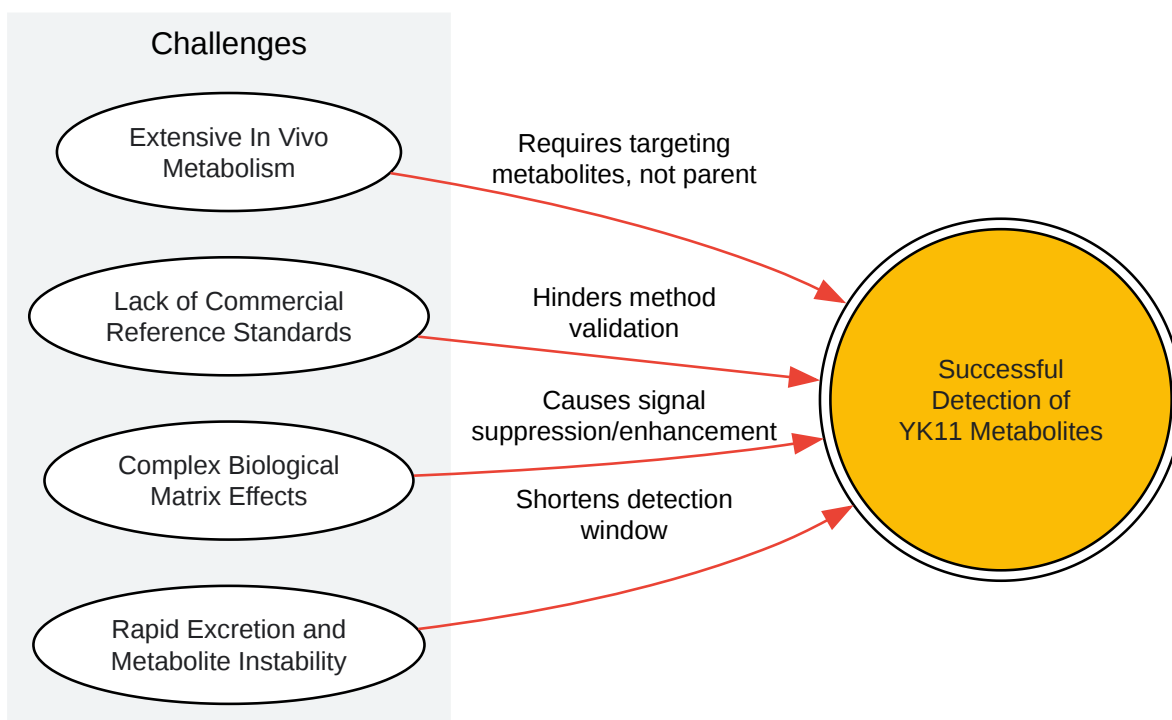 Challenges
Extensive In Vivo
Metabolism
Requires targeting
metabolites, not parent
Lack of Commercial
Reference Standards
Hinders method
validation
Complex Biological
Matrix Effects
Causes signal
suppression/enhancement
Rapid Excretion and
Metabolite Instability
Shortens detection
window
Successful
Detection of
YK11 Metabolites